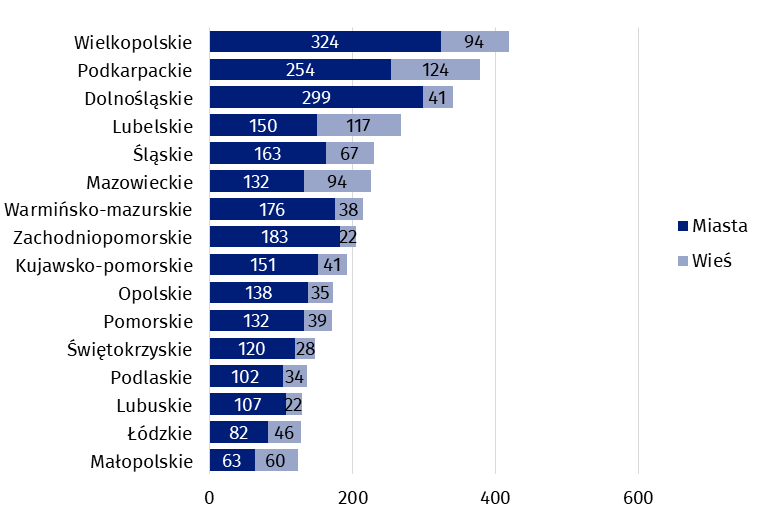 Wielkopolskie 324 94
Podkarpackie 254 124
Dolnośląskie 299 41
Lubelskie 150 117
Śląskie 163 67
Mazowieckie 132 94
Warmińsko-mazurskie 176 38
Zachodniopomorskie 183 22
Kujawsko-pomorskie 151 41
Opolskie 138 35
Pomorskie 132 39
Świętokrzyskie 120 28
Podlaskie 102 34
Lubuskie 107 22
Łódzkie 82 46
Małopolskie 63 60
0 200 400 600
Miasta
Wieś